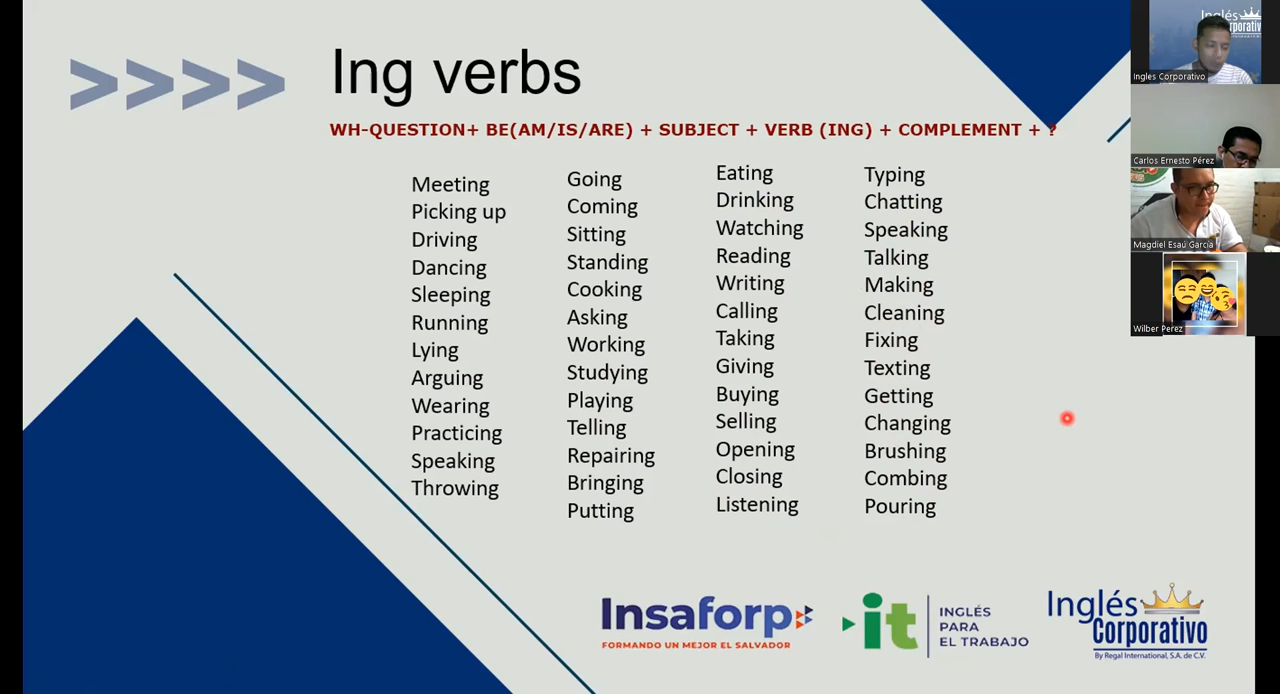 >>>>
Ing verbs
WH-QUESTION+ BE(AM/IS/ARE) + SUBJECT + VERB (ING) + COMPLEMENT + ?
Meeting
Picking up
Driving
Dancing
Sleeping
Running
Lying
Arguing
Wearing
Practicing
Speaking
Throwing
Going
Coming
Sitting
Standing
Cooking
Asking
Working
Studying
Playing
Telling
Repairing
Bringing
Putting
Eating
Drinking
Watching
Reading
Writing
Calling
Taking
Giving
Buying
Selling
Opening
Closing
Listening
Typing
Chatting
Speaking
Talking
Making
Cleaning
Fixing
Texting
Getting
Changing
Brushing
Combing
Pouring
Insaforp
FORMANDO UN MEJOR EL SALVADOR
it
INGLÉS
PARA
EL TRABAJO
Inglés
Corporativo
By Regal International, S.A. de C.V.
Inglés
Ingles Corporativo
Carlos Ernesto Pérez
Magdiel Esaú García
Wilber Perez